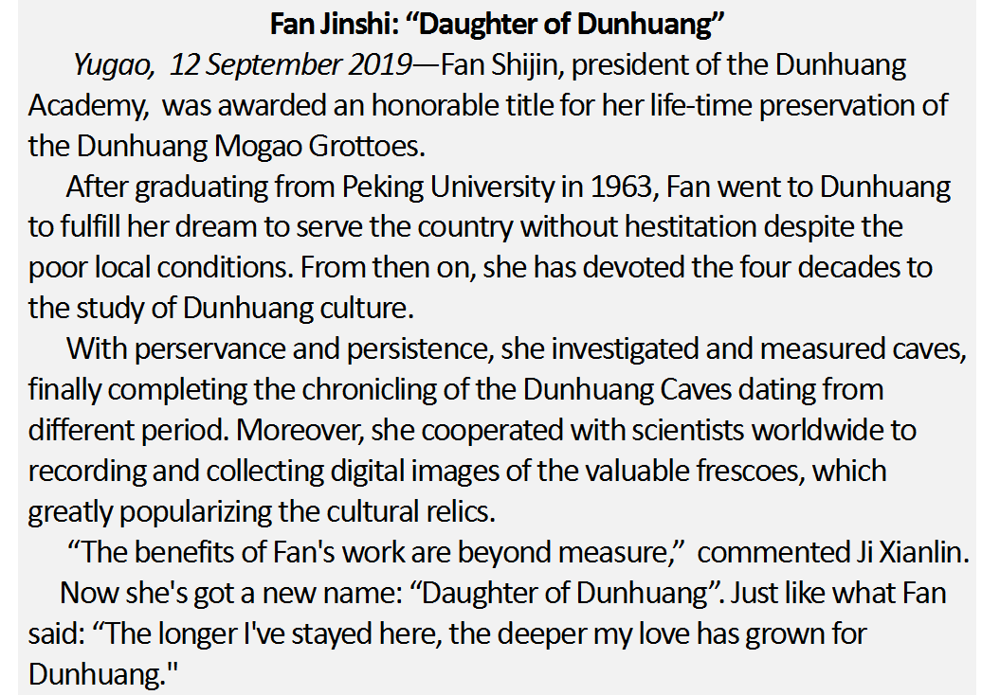 Fan Jinshi: “Daughter of Dunhuang”
Yugao, 12 September 2019—Fan Shijin, president of the Dunhuang
Academy, was awarded an honorable title for her life-time preservation of
the Dunhuang Mogao Grottoes.
After graduating from Peking University in 1963, Fan went to Dunhuang
to fulfill her dream to serve the country without hestitation despite the
poor local conditions. From then on, she has devoted the four decades to
the study of Dunhuang culture.
With perservance and persistence, she investigated and measured caves,
finally completing the chronicling of the Dunhuang Caves dating from
different period. Moreover, she cooperated with scientists worldwide to
recording and collecting digital images of the valuable frescoes, which
greatly popularizing the cultural relics.
“The benefits of Fan's work are beyond measure,” commented Ji Xianlin.
Now she's got a new name: “Daughter of Dunhuang”. Just like what Fan
said: “The longer I've stayed here, the deeper my love has grown for
Dunhuang."